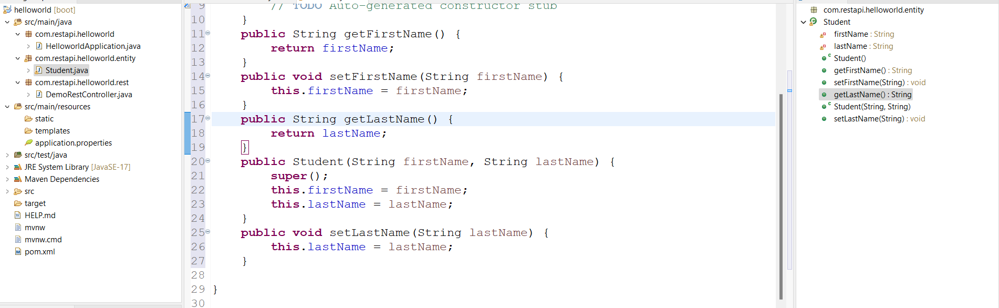 helloworld [boot]
src/main/java
com.restapi.helloworld
HelloworldApplication.java
com.restapi.helloworld.entity
Student.java
com.restapi.helloworld.rest
DemoRestController.java
src/main/resources
static
templates
application.properties
src/test/java
JRE System Library [JavaSE-17]
Maven Dependencies
src
target
HELP.md
mvnw
mvnw.cmd
pom.xml
9 // TODO Auto-generated constructor stub
10 }
11 public String getFirstName() {
12 return firstName;
13 }
14 public void setFirstName(String firstName) {
15 this.firstName = firstName;
16 }
17 public String getLastName() {
18 return lastName;
19 }
20 public Student(String firstName, String lastName) {
21 super();
22 this.firstName = firstName;
23 this.lastName = lastName;
24 }
25 public void setLastName(String lastName) {
26 this.lastName = lastName;
27 }
28
29 }
30
com.restapi.helloworld.entity
Student
firstName : String
lastName : String
Student()
getFirstName() : String
setFirstName(String) : void
getLastName() : String
Student(String, String)
setLastName(String) : void